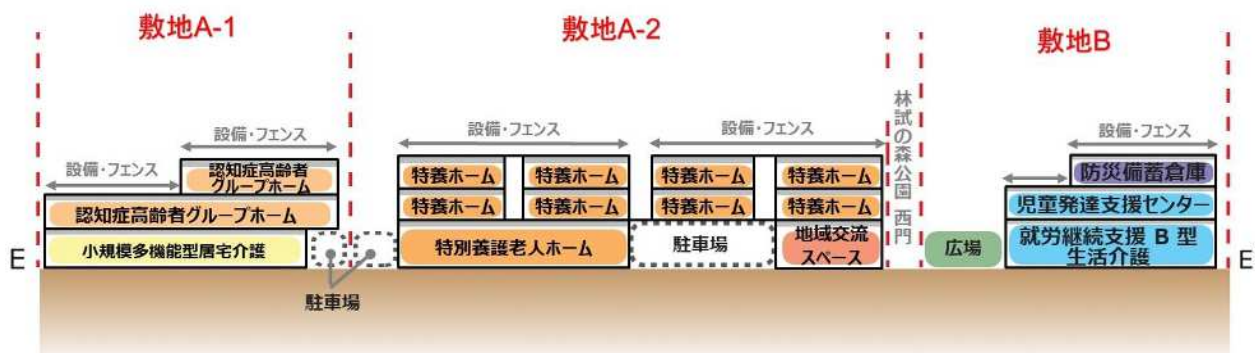 敷地A-1
敷地A-2
敷地B
設備・フェンス
設備・フェンス
設備・フェンス
設備・フェンス
設備・フェンス
認知症高齢者
グループホーム
認知症高齢者グループホーム
小規模多機能型居宅介護
駐車場
特養ホーム
特養ホーム
特養ホーム
特養ホーム
特養ホーム
特養ホーム
特養ホーム
特養ホーム
特別養護老人ホーム
駐車場
地域交流
スペース
林試の森公園 西門
広場
防災備蓄倉庫
児童発達支援センター
就労継続支援 B 型
生活介護
E
E